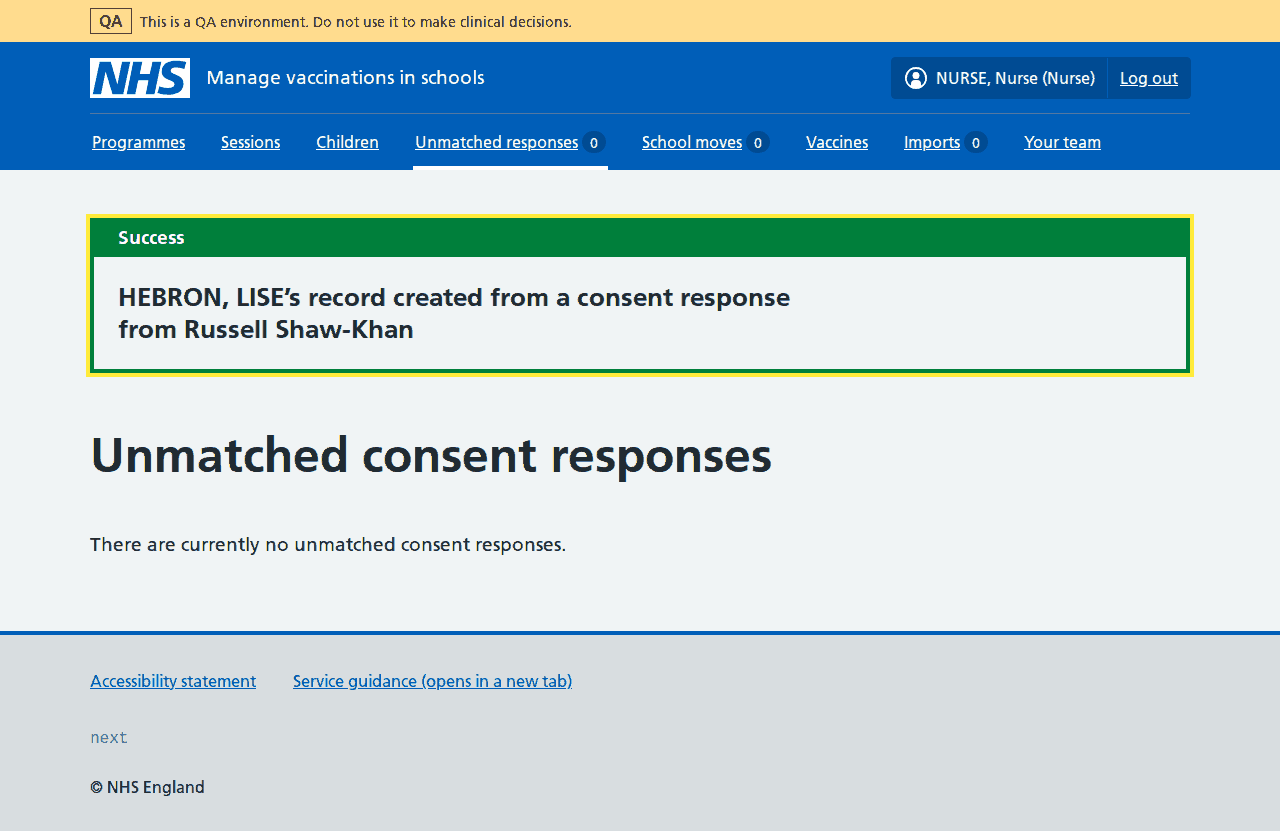 QA This is a QA environment. Do not use it to make clinical decisions.
NHS Manage vaccinations in schools NURSE, Nurse (Nurse) Log out
Programmes Sessions Children Unmatched responses 0 School moves 0 Vaccines Imports 0 Your team
Success
HEBRON, LISE’s record created from a consent response
from Russell Shaw-Khan
Unmatched consent responses
There are currently no unmatched consent responses.
Accessibility statement Service guidance (opens in a new tab)
next
© NHS England